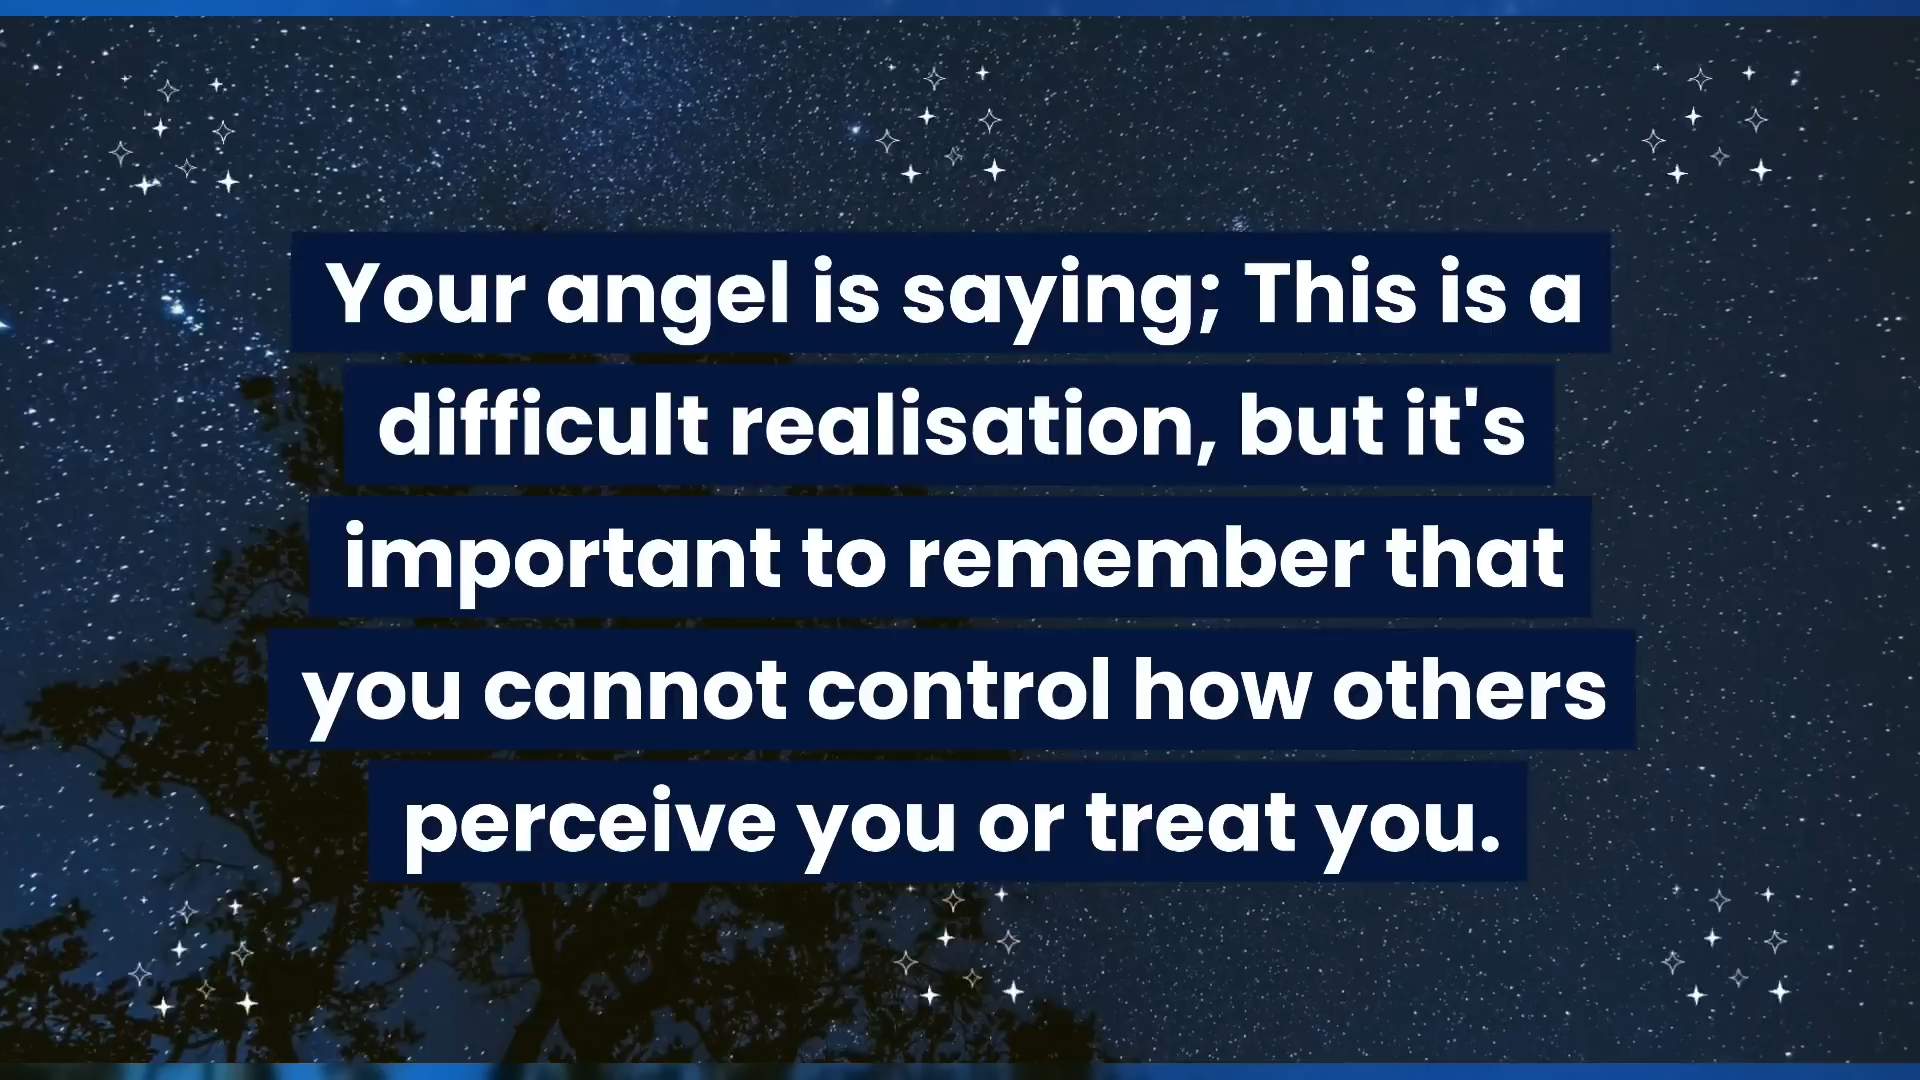 Your angel is saying; This is a
difficult realisation, but it's
important to remember that
you cannot control how others
perceive you or treat you.